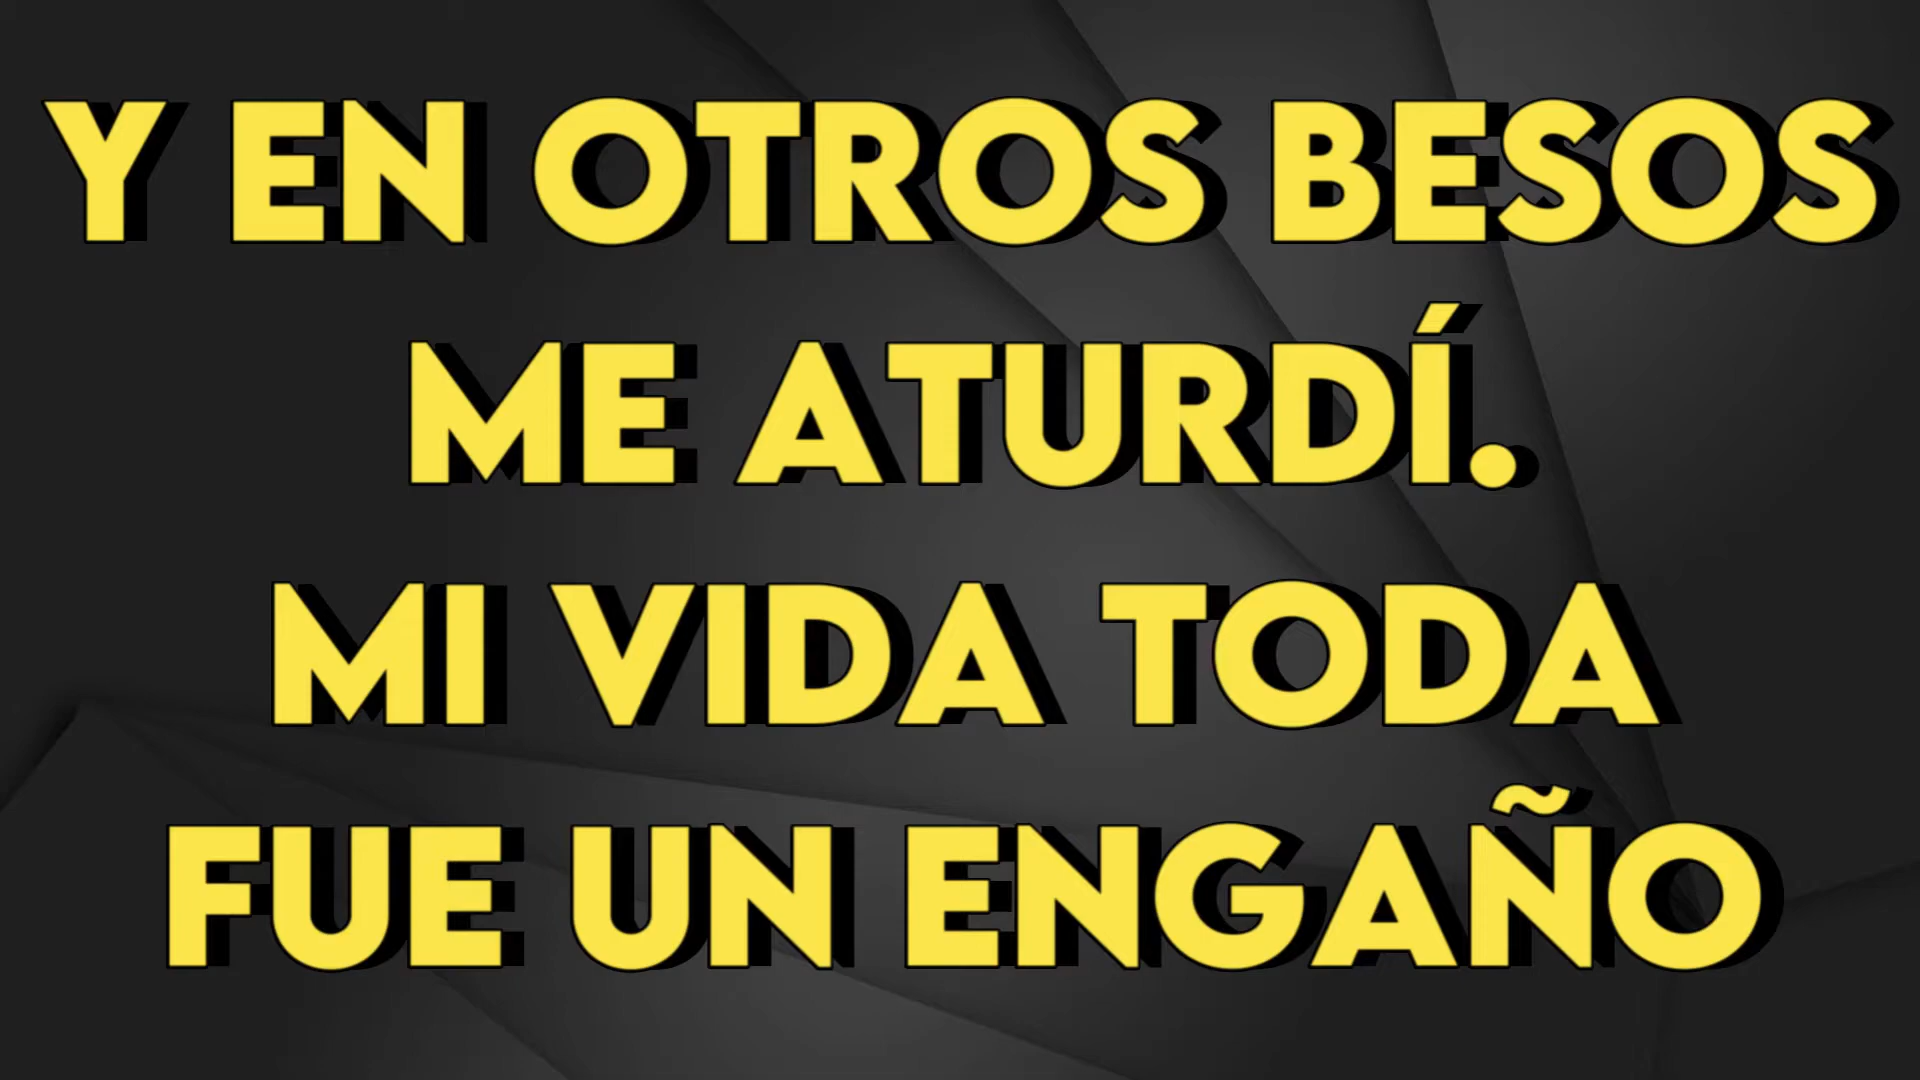 Y EN OTROS BESOS
ME ATURDÍ.
MI VIDA TODA
FUE UN ENGAÑO